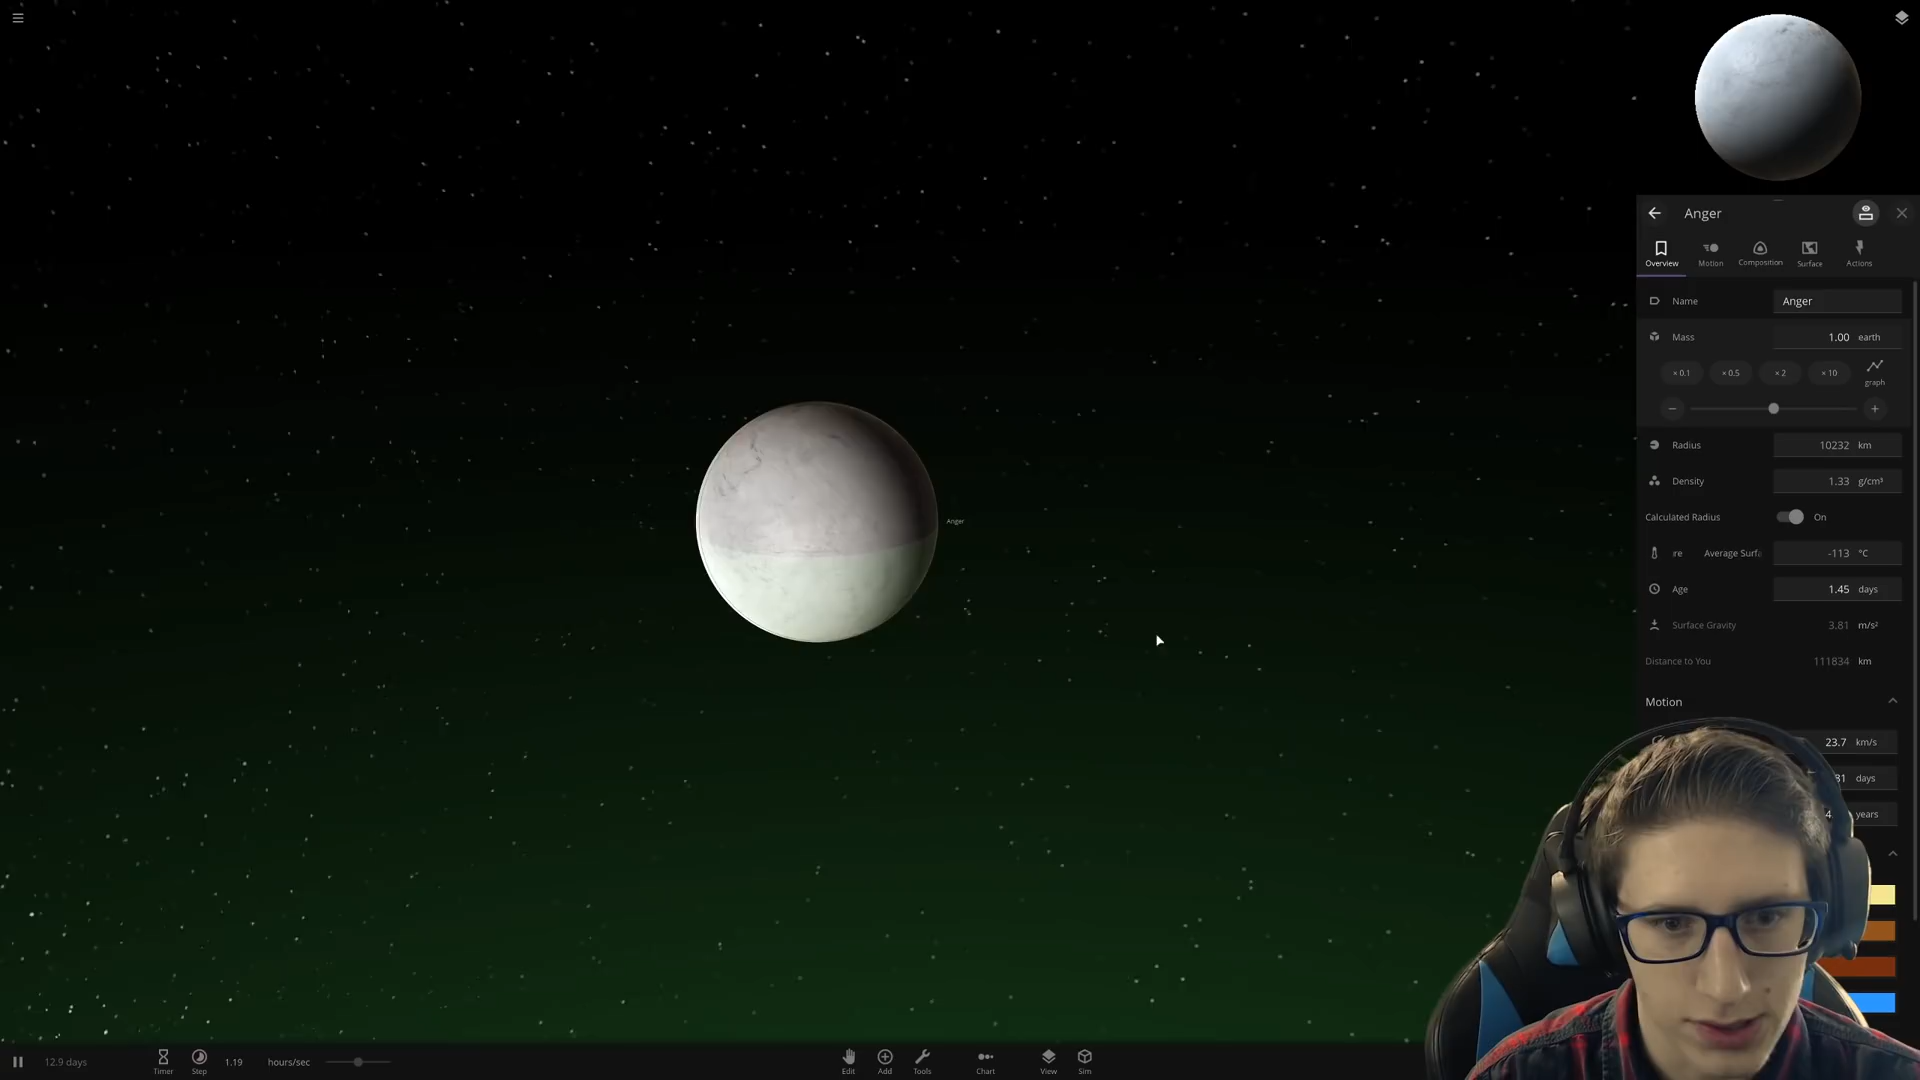 Anger
Overview
Motion
Composition
Surface
Actions
Name Anger
Mass 1.00 earth
× 0.1 × 0.5 × 2 × 10 graph
Radius 10232 km
Density 1.33 g/cm³
Calculated Radius On
re Average Surfa -113 °C
Age 1.45 days
Surface Gravity 3.81 m/s²
Distance to You 111834 km
Motion
23.7 km/s
days
years
Anger
12.9 days
Timer
Step
1.19 hours/sec
Edit
Add
Tools
Chart
View
Sim